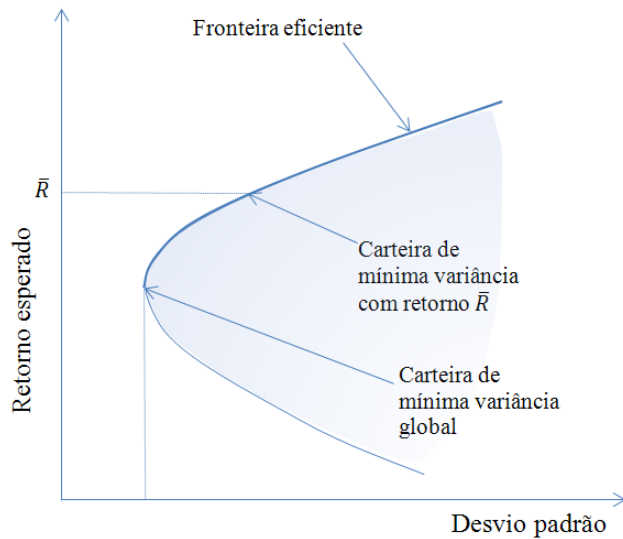 Fronteira eficiente
R̄
Carteira de
mínima variância
com retorno R̄
Carteira de
mínima variância
global
Retorno esperado
Desvio padrão